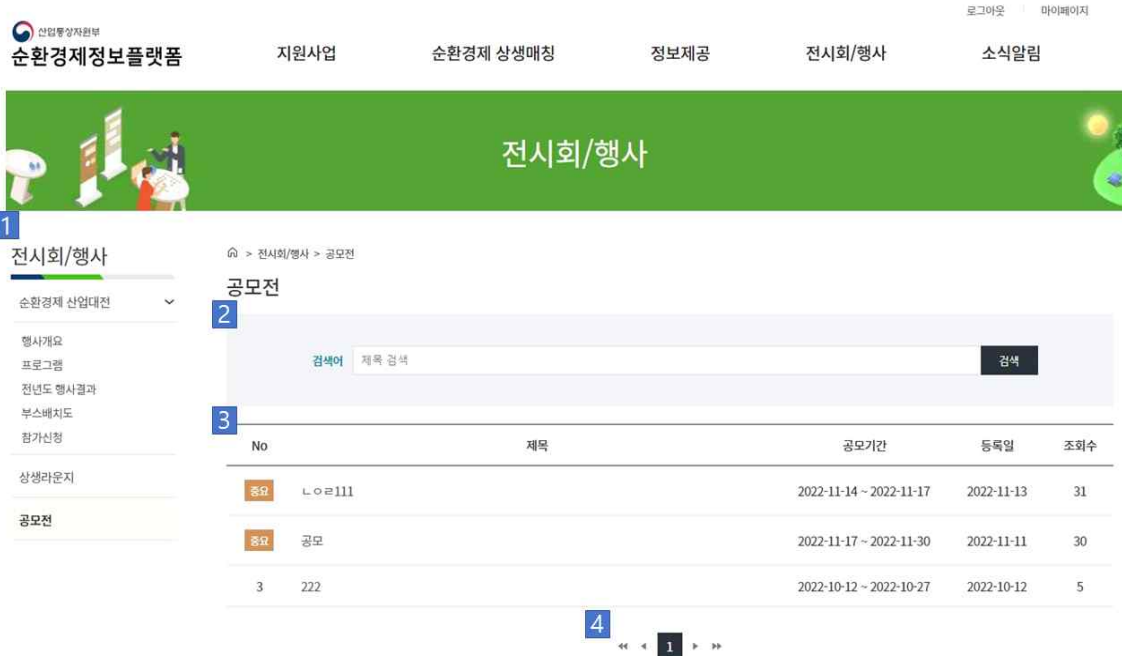 로그아웃 마이페이지
산업통상자원부
순환경제정보플랫폼 지원사업 순환경제 상생매칭 정보제공 전시회/행사 소식알림
전시회/행사
1
전시회/행사
순환경제 산업대전
행사개요
프로그램
전년도 행사결과
부스배치도
참가신청
상생라운지
공모전
> 전시회/행사 > 공모전
공모전
2
검색어 제목 검색 검색
3
No 제목 공모기간 등록일 조회수
중요 ㄴㅇㄹ111 2022-11-14 ~ 2022-11-17 2022-11-13 31
중요 공모 2022-11-17 ~ 2022-11-30 2022-11-11 30
3 222 2022-10-12 ~ 2022-10-27 2022-10-12 5
4
1